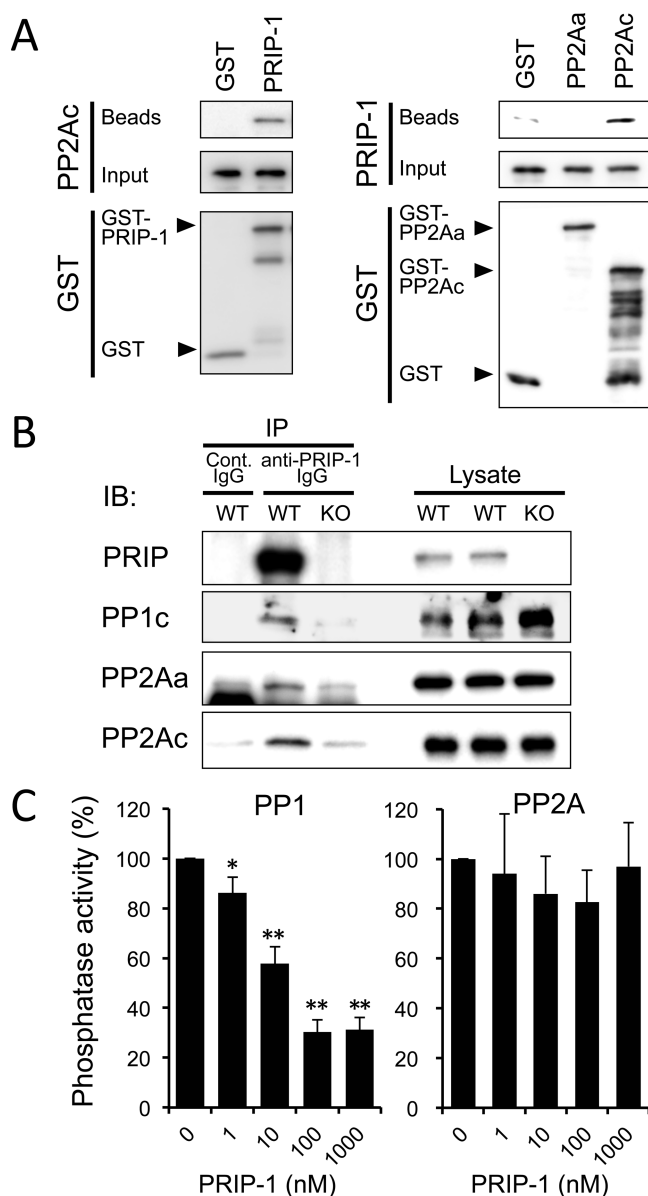 A
GST
PRIP-1
PP2Ac
Beads
Input
GST
GST-
PRIP-1
GST
GST
PP2Aa
PP2Ac
PRIP-1
Beads
Input
GST
GST-
PP2Aa
GST-
PP2Ac
GST
B
IP
Cont.
IgG
anti-PRIP-1
IgG
Lysate
IB:
WT
WT
KO
WT
WT
KO
PRIP
PP1c
PP2Aa
PP2Ac
C
PP1
Phosphatase activity (%)
120
100
80
60
40
20
0
*
**
**
**
0
1
10
100
1000
PRIP-1 (nM)
PP2A
120
100
80
60
40
20
0
0
1
10
100
1000
PRIP-1 (nM)